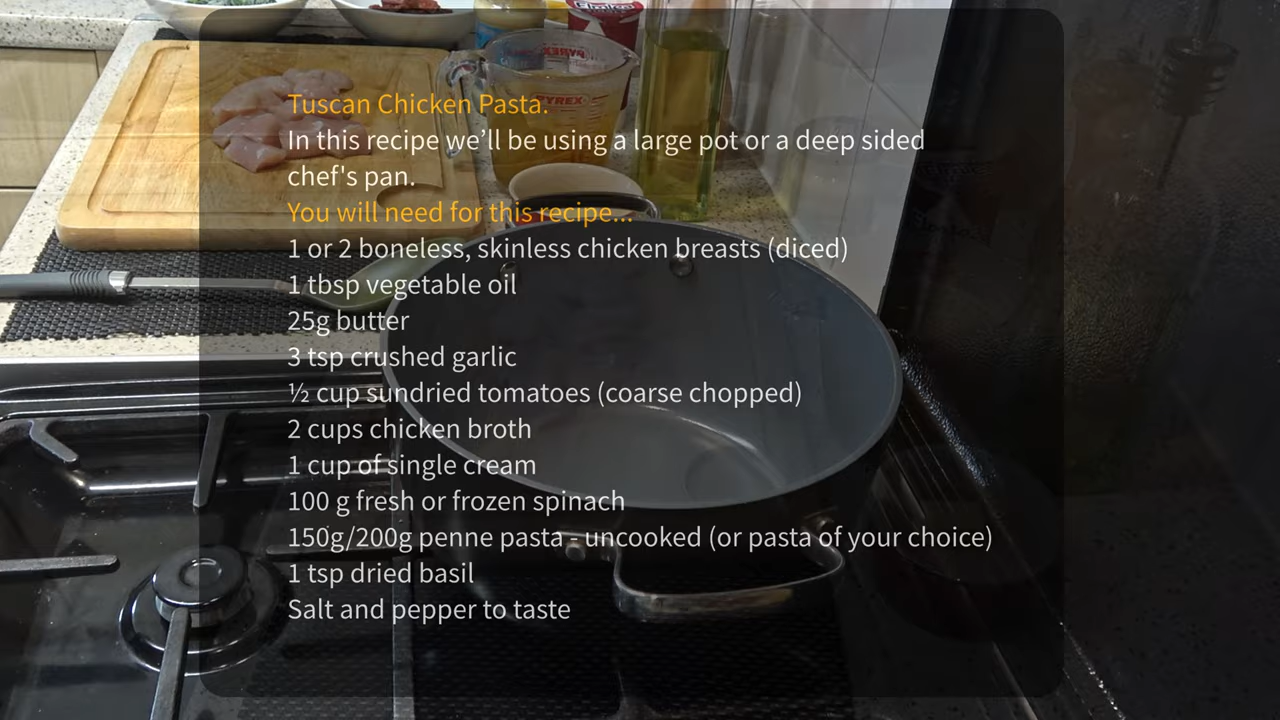 Elmlea
PYREX
PYREX
Tuscan Chicken Pasta.
In this recipe we’ll be using a large pot or a deep sided
chef's pan.
You will need for this recipe...
1 or 2 boneless, skinless chicken breasts (diced)
1 tbsp vegetable oil
25g butter
3 tsp crushed garlic
½ cup sundried tomatoes (coarse chopped)
2 cups chicken broth
1 cup of single cream
100 g fresh or frozen spinach
150g/200g penne pasta - uncooked (or pasta of your choice)
1 tsp dried basil
Salt and pepper to taste